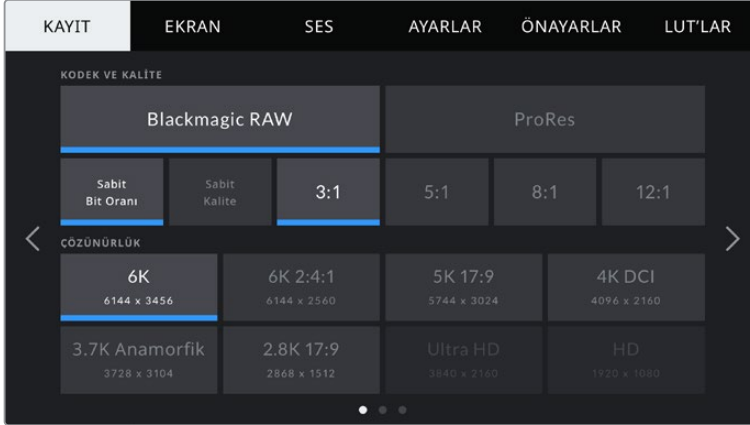 KAYIT EKRAN SES AYARLAR ÖNAYARLAR LUT'LAR
KODEK VE KALİTE
Blackmagic RAW ProRes
Sabit Bit Oranı Sabit Kalite 3:1 5:1 8:1 12:1
ÇÖZÜNÜRLÜK
6K 6K 2:4:1 5K 17:9 4K DCI
6144 x 3456 6144 x 2560 5744 x 3024 4096 x 2160
3.7K Anamorfik 2.8K 17:9 Ultra HD HD
3728 x 3104 2868 x 1512 3840 x 2160 1920 x 1080